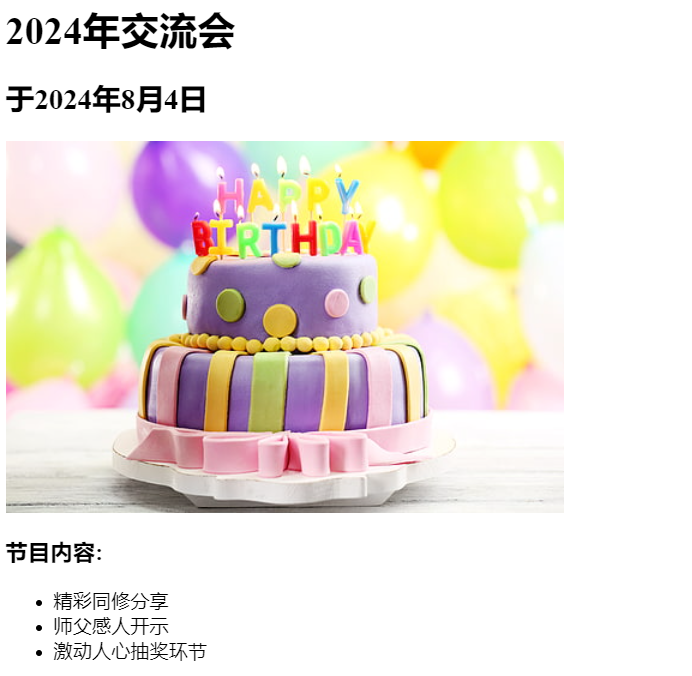 2024年交流会
于2024年8月4日
HAPPY
BIRTHDAY
节目内容:
精彩同修分享
师父感人开示
激动人心抽奖环节